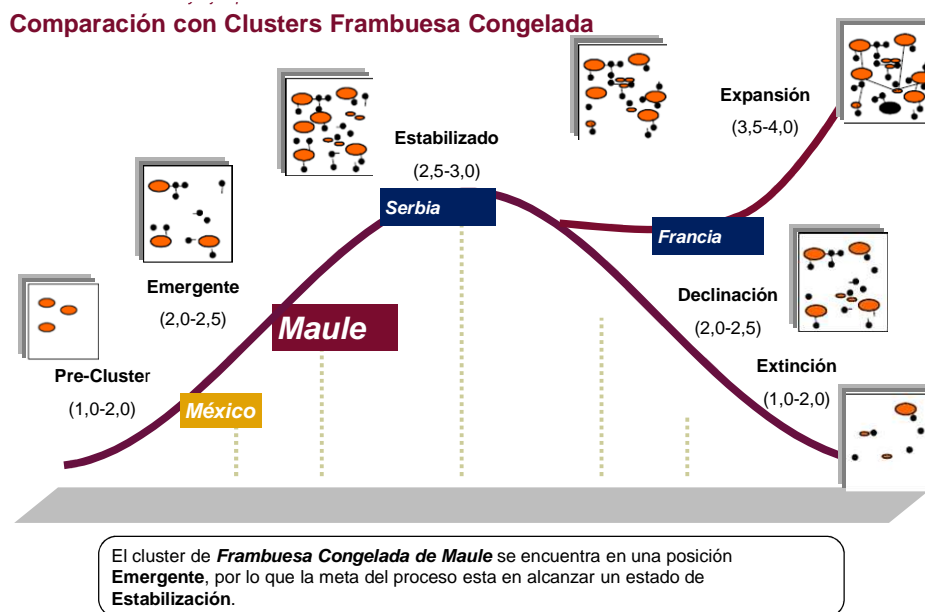 Comparación con Clusters Frambuesa Congelada
Expansión
(3,5-4,0)
Estabilizado
(2,5-3,0)
Serbia
Francia
Emergente
(2,0-2,5)
Declinación
(2,0-2,5)
Maule
Pre-Cluster
(1,0-2,0)
México
Extinción
(1,0-2,0)
El cluster de Frambuesa Congelada de Maule se encuentra en una posición
Emergente, por lo que la meta del proceso esta en alcanzar un estado de
Estabilización.